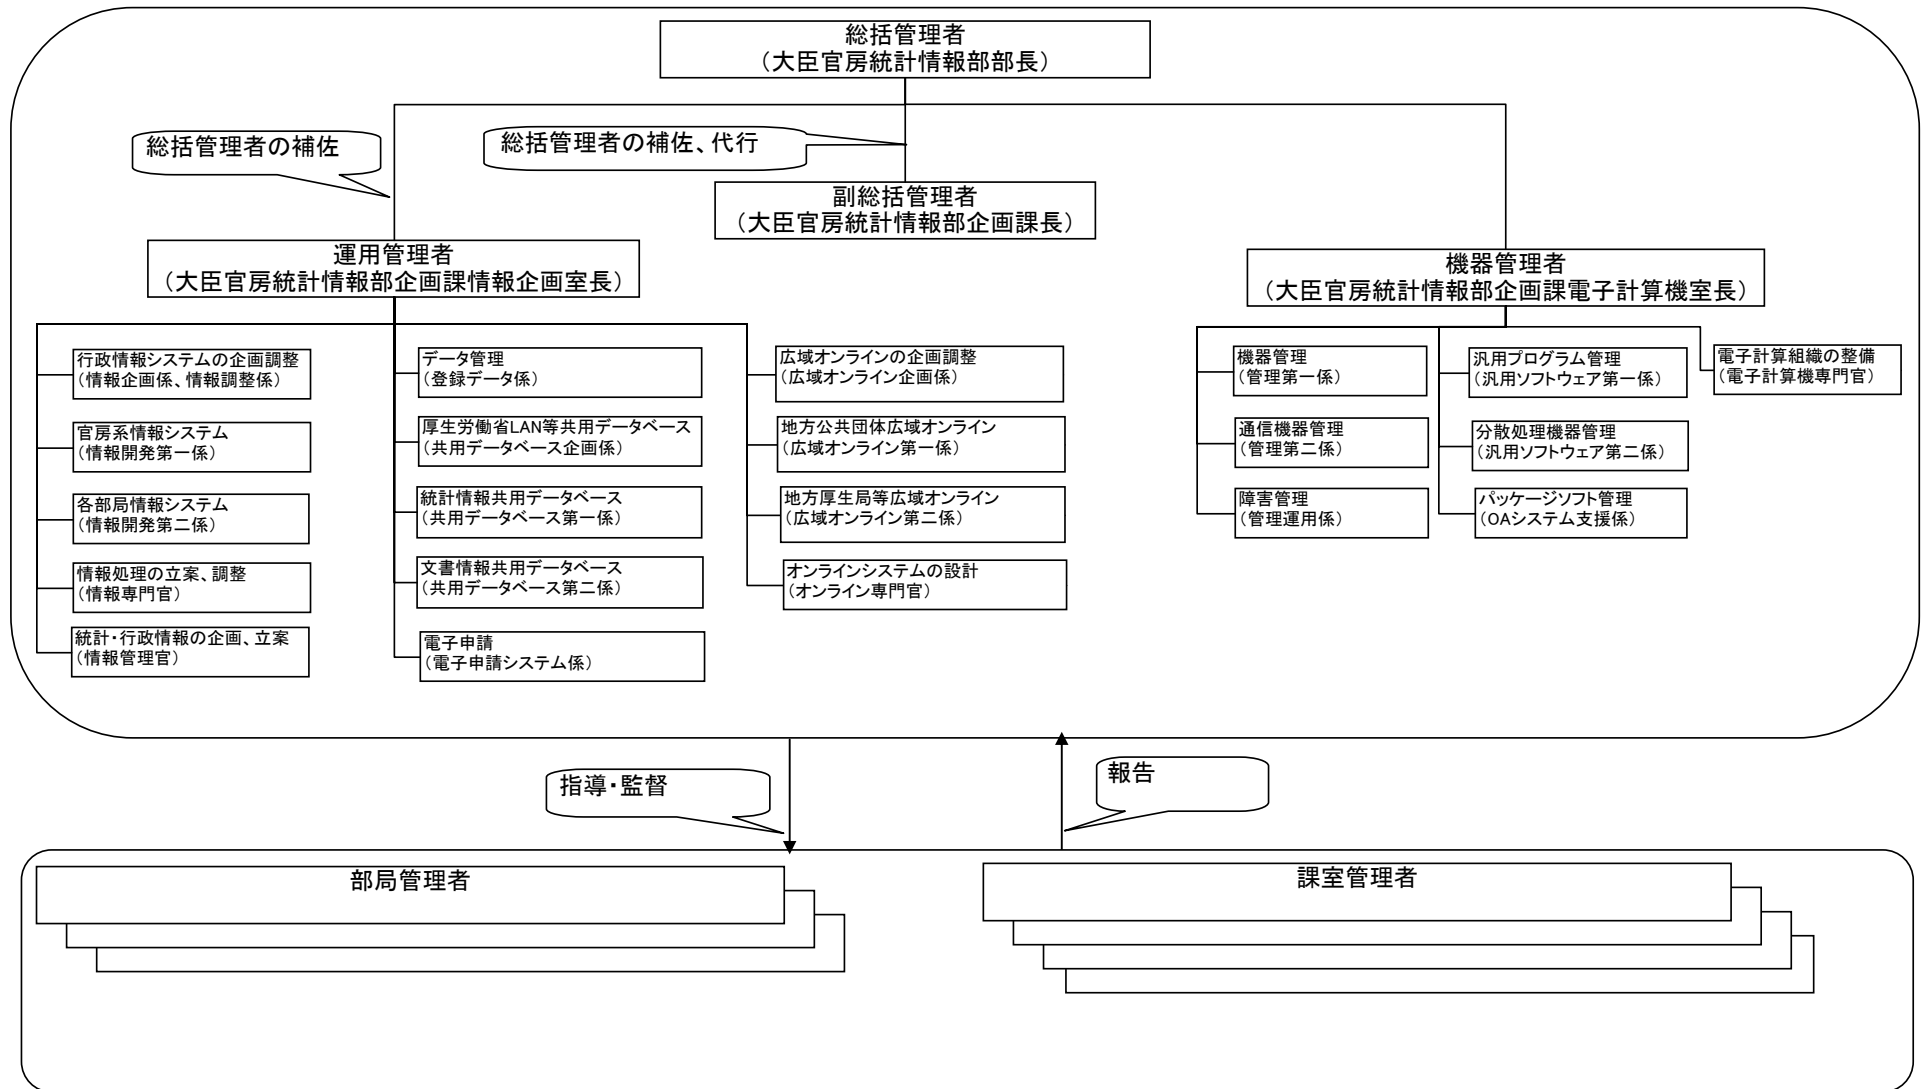 総括管理者
（大臣官房統計情報部部長）
総括管理者の補佐
総括管理者の補佐、代行
副総括管理者
（大臣官房統計情報部企画課長）
運用管理者
（大臣官房統計情報部企画課情報企画室長）
機器管理者
（大臣官房統計情報部企画課電子計算機室長）
行政情報システムの企画調整
（情報企画係、情報調整係）
官房系情報システム
（情報開発第一係）
各部局情報システム
（情報開発第二係）
情報処理の立案、調整
（情報専門官）
統計・行政情報の企画、立案
（情報管理官）
データ管理
（登録データ係）
厚生労働省LAN等共用データベース
（共用データベース企画係）
統計情報共用データベース
（共用データベース第一係）
文書情報共用データベース
（共用データベース第二係）
電子申請
（電子申請システム係）
広域オンラインの企画調整
（広域オンライン企画係）
地方公共団体広域オンライン
（広域オンライン第一係）
地方厚生局等広域オンライン
（広域オンライン第二係）
オンラインシステムの設計
（オンライン専門官）
機器管理
（管理第一係）
通信機器管理
（管理第二係）
障害管理
（管理運用係）
汎用プログラム管理
（汎用ソフトウェア第一係）
分散処理機器管理
（汎用ソフトウェア第二係）
パッケージソフト管理
（OAシステム支援係）
電子計算組織の整備
（電子計算機専門官）
指導・監督
報告
部局管理者
課室管理者